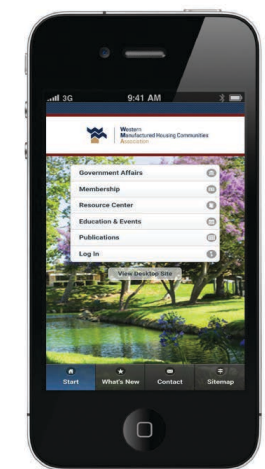 3G 9:41 AM
Western
Manufactured Housing Communities
Association
Government Affairs
Membership
Resource Center
Education & Events
Publications
Log In
View Desktop Site
Start What's New Contact Sitemap